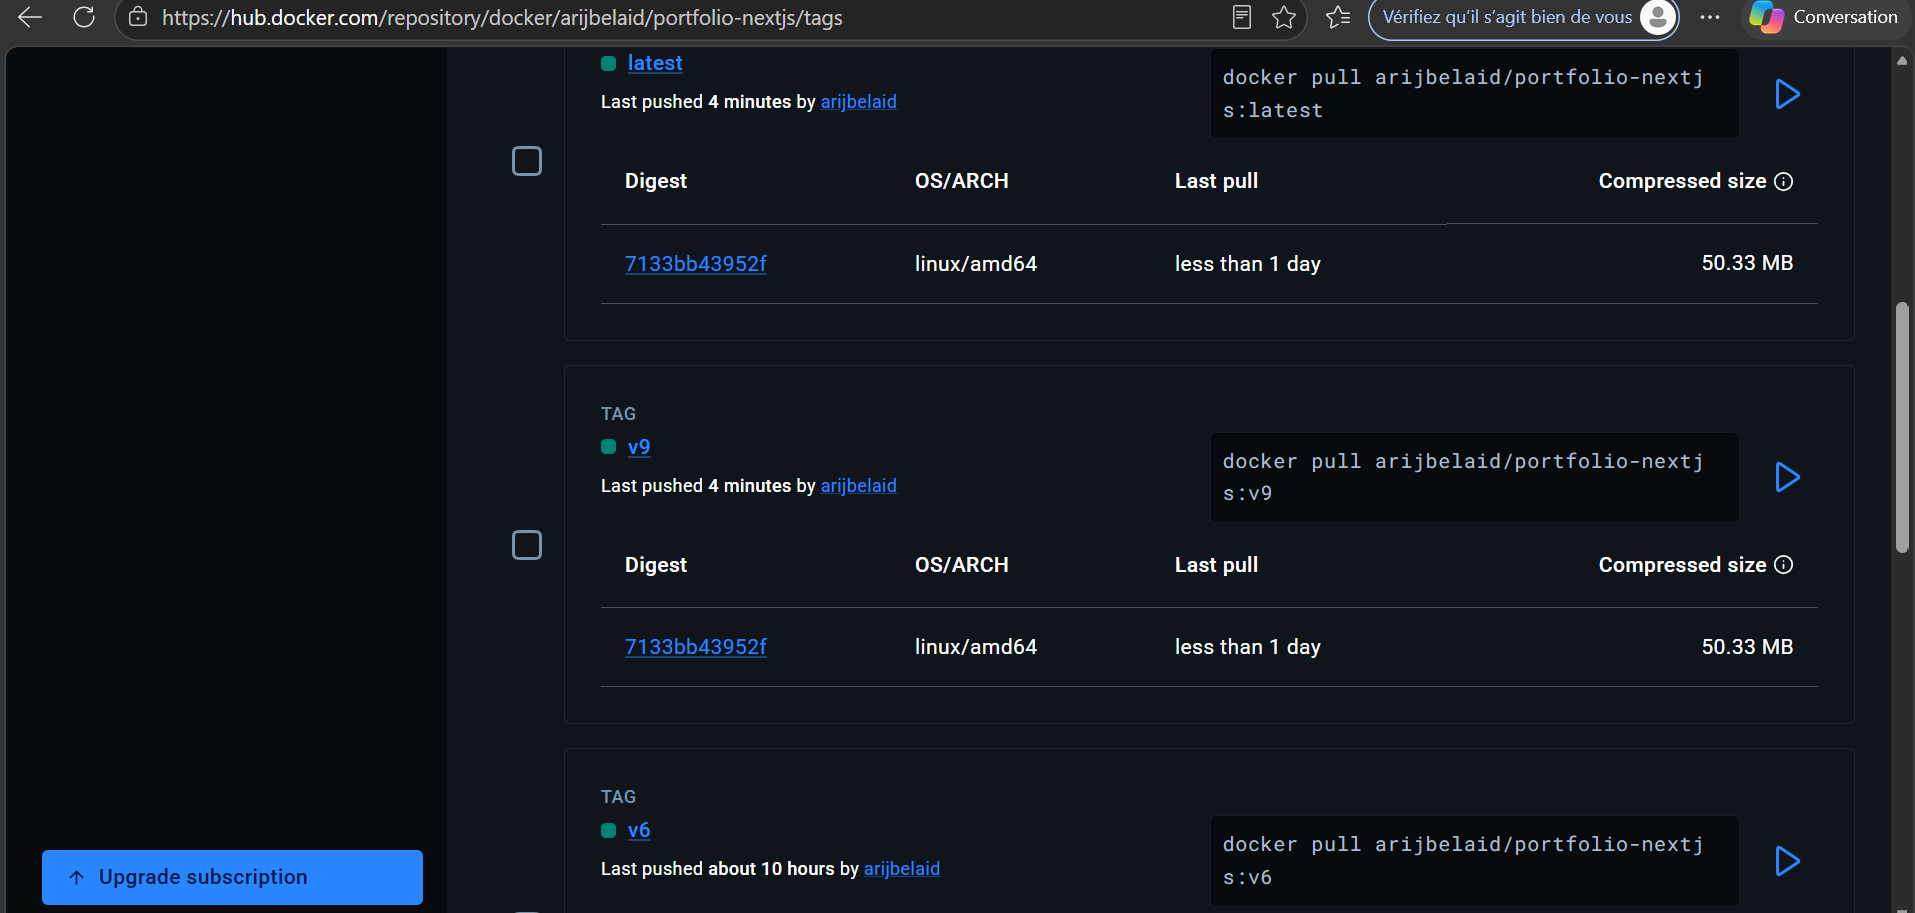 https://hub.docker.com/repository/docker/arijbelaid/portfolio-nextjs/tags
Vérifiez qu'il s'agit bien de vous
Conversation
latest
Last pushed 4 minutes by arijbelaid
docker pull arijbelaid/portfolio-nextj
s:latest
Digest OS/ARCH Last pull Compressed size
7133bb43952f linux/amd64 less than 1 day 50.33 MB
TAG
v9
Last pushed 4 minutes by arijbelaid
docker pull arijbelaid/portfolio-nextj
s:v9
Digest OS/ARCH Last pull Compressed size
7133bb43952f linux/amd64 less than 1 day 50.33 MB
TAG
v6
Last pushed about 10 hours by arijbelaid
docker pull arijbelaid/portfolio-nextj
s:v6
Upgrade subscription